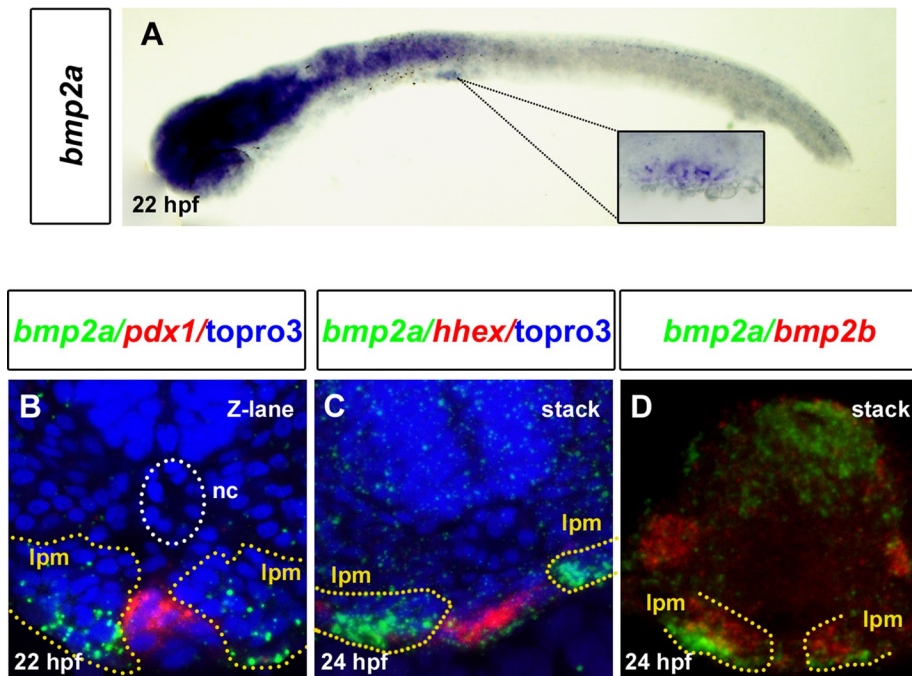 bmp2a
A
22 hpf
bmp2a/pdx1/topro3
bmp2a/hhex/topro3
bmp2a/bmp2b
B
Z-lane
nc
lpm
lpm
22 hpf
C
stack
lpm
lpm
24 hpf
D
stack
lpm
lpm
24 hpf